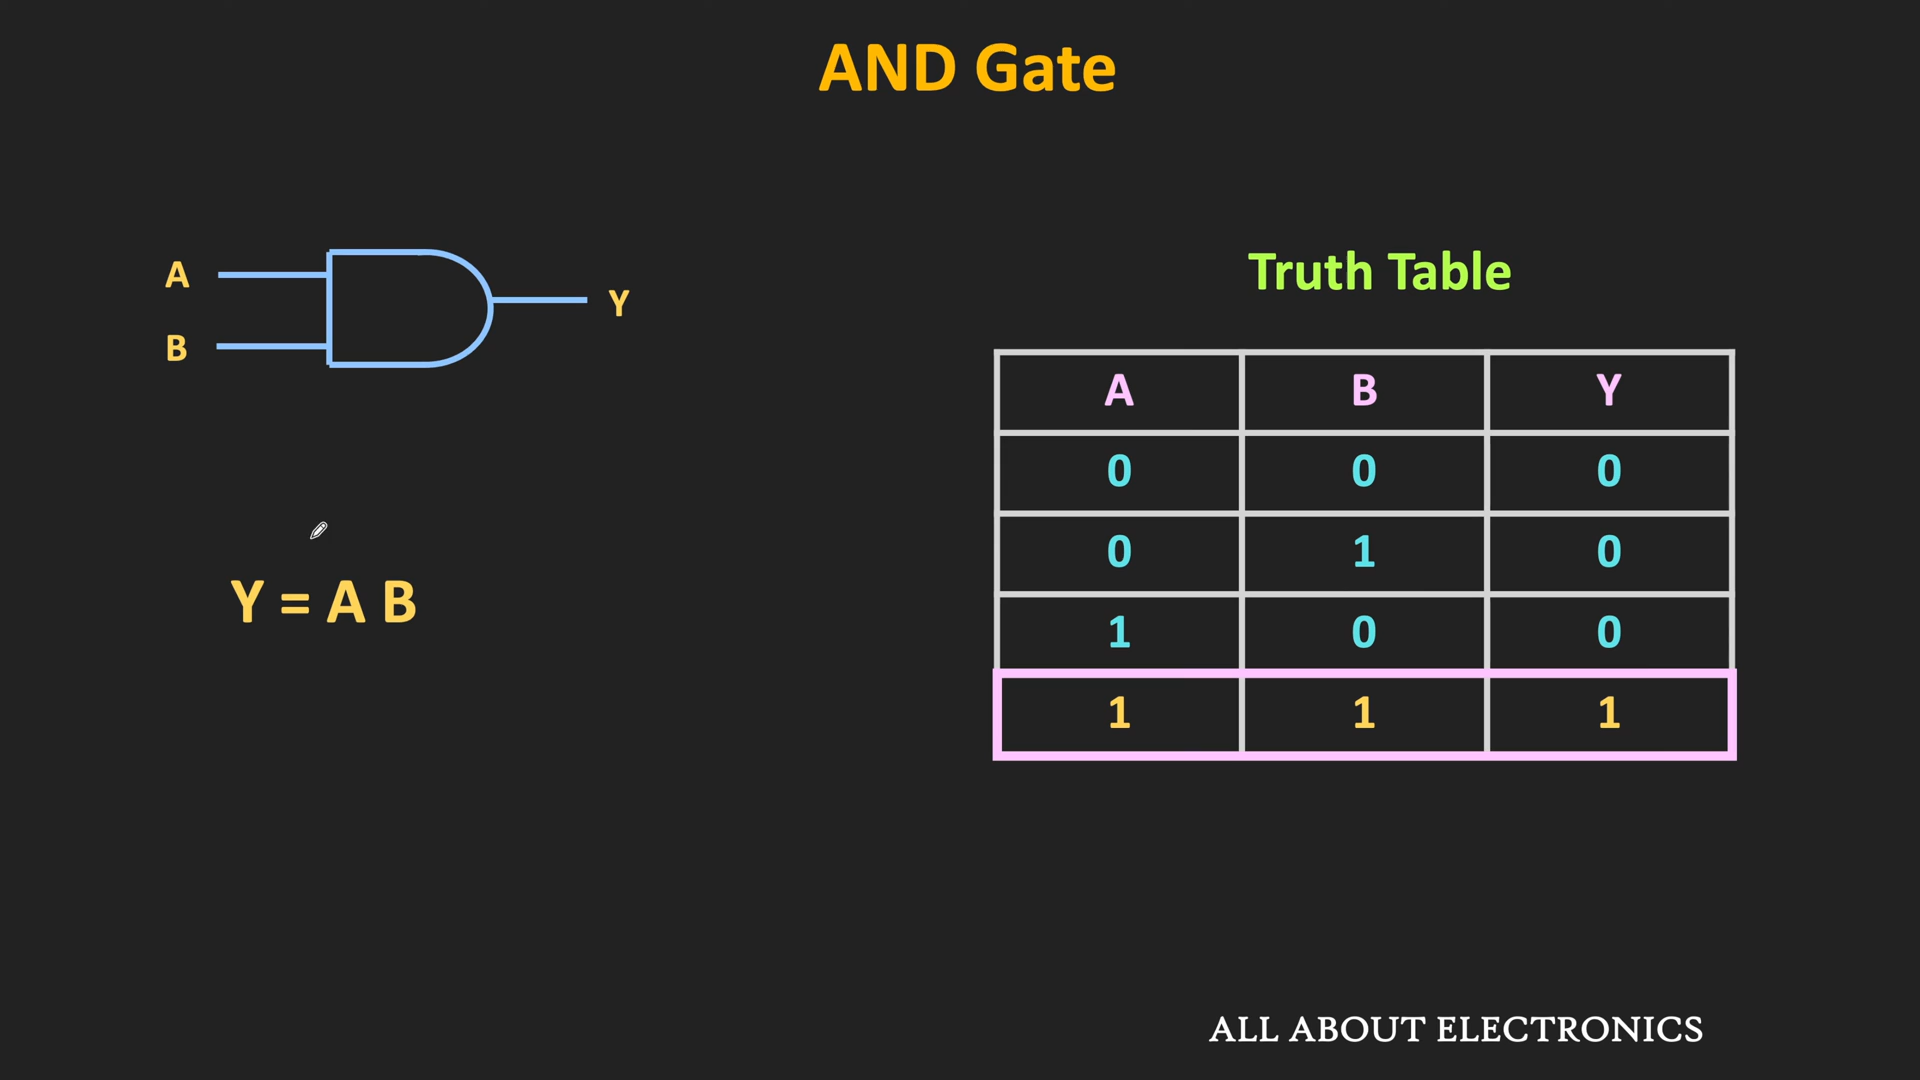 AND Gate
A
B
Y
Y = A B
Truth Table
A B Y
0 0 0
0 1 0
1 0 0
1 1 1
ALL ABOUT ELECTRONICS